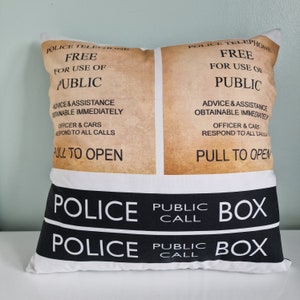 POLICE TELEPHONE
FREE
FOR USE OF
PUBLIC
ADVICE & ASSISTANCE
OBTAINABLE IMMEDIATELY
OFFICER & CARS
RESPOND TO ALL CALLS
PULL TO OPEN
POLICE TELEPHONE
FREE
FOR USE OF
PUBLIC
ADVICE & ASSISTANCE
OBTAINABLE IMMEDIATELY
OFFICER & CARS
RESPOND TO ALL CALLS
PULL TO OPEN
POLICE PUBLIC CALL BOX
POLICE PUBLIC CALL BOX